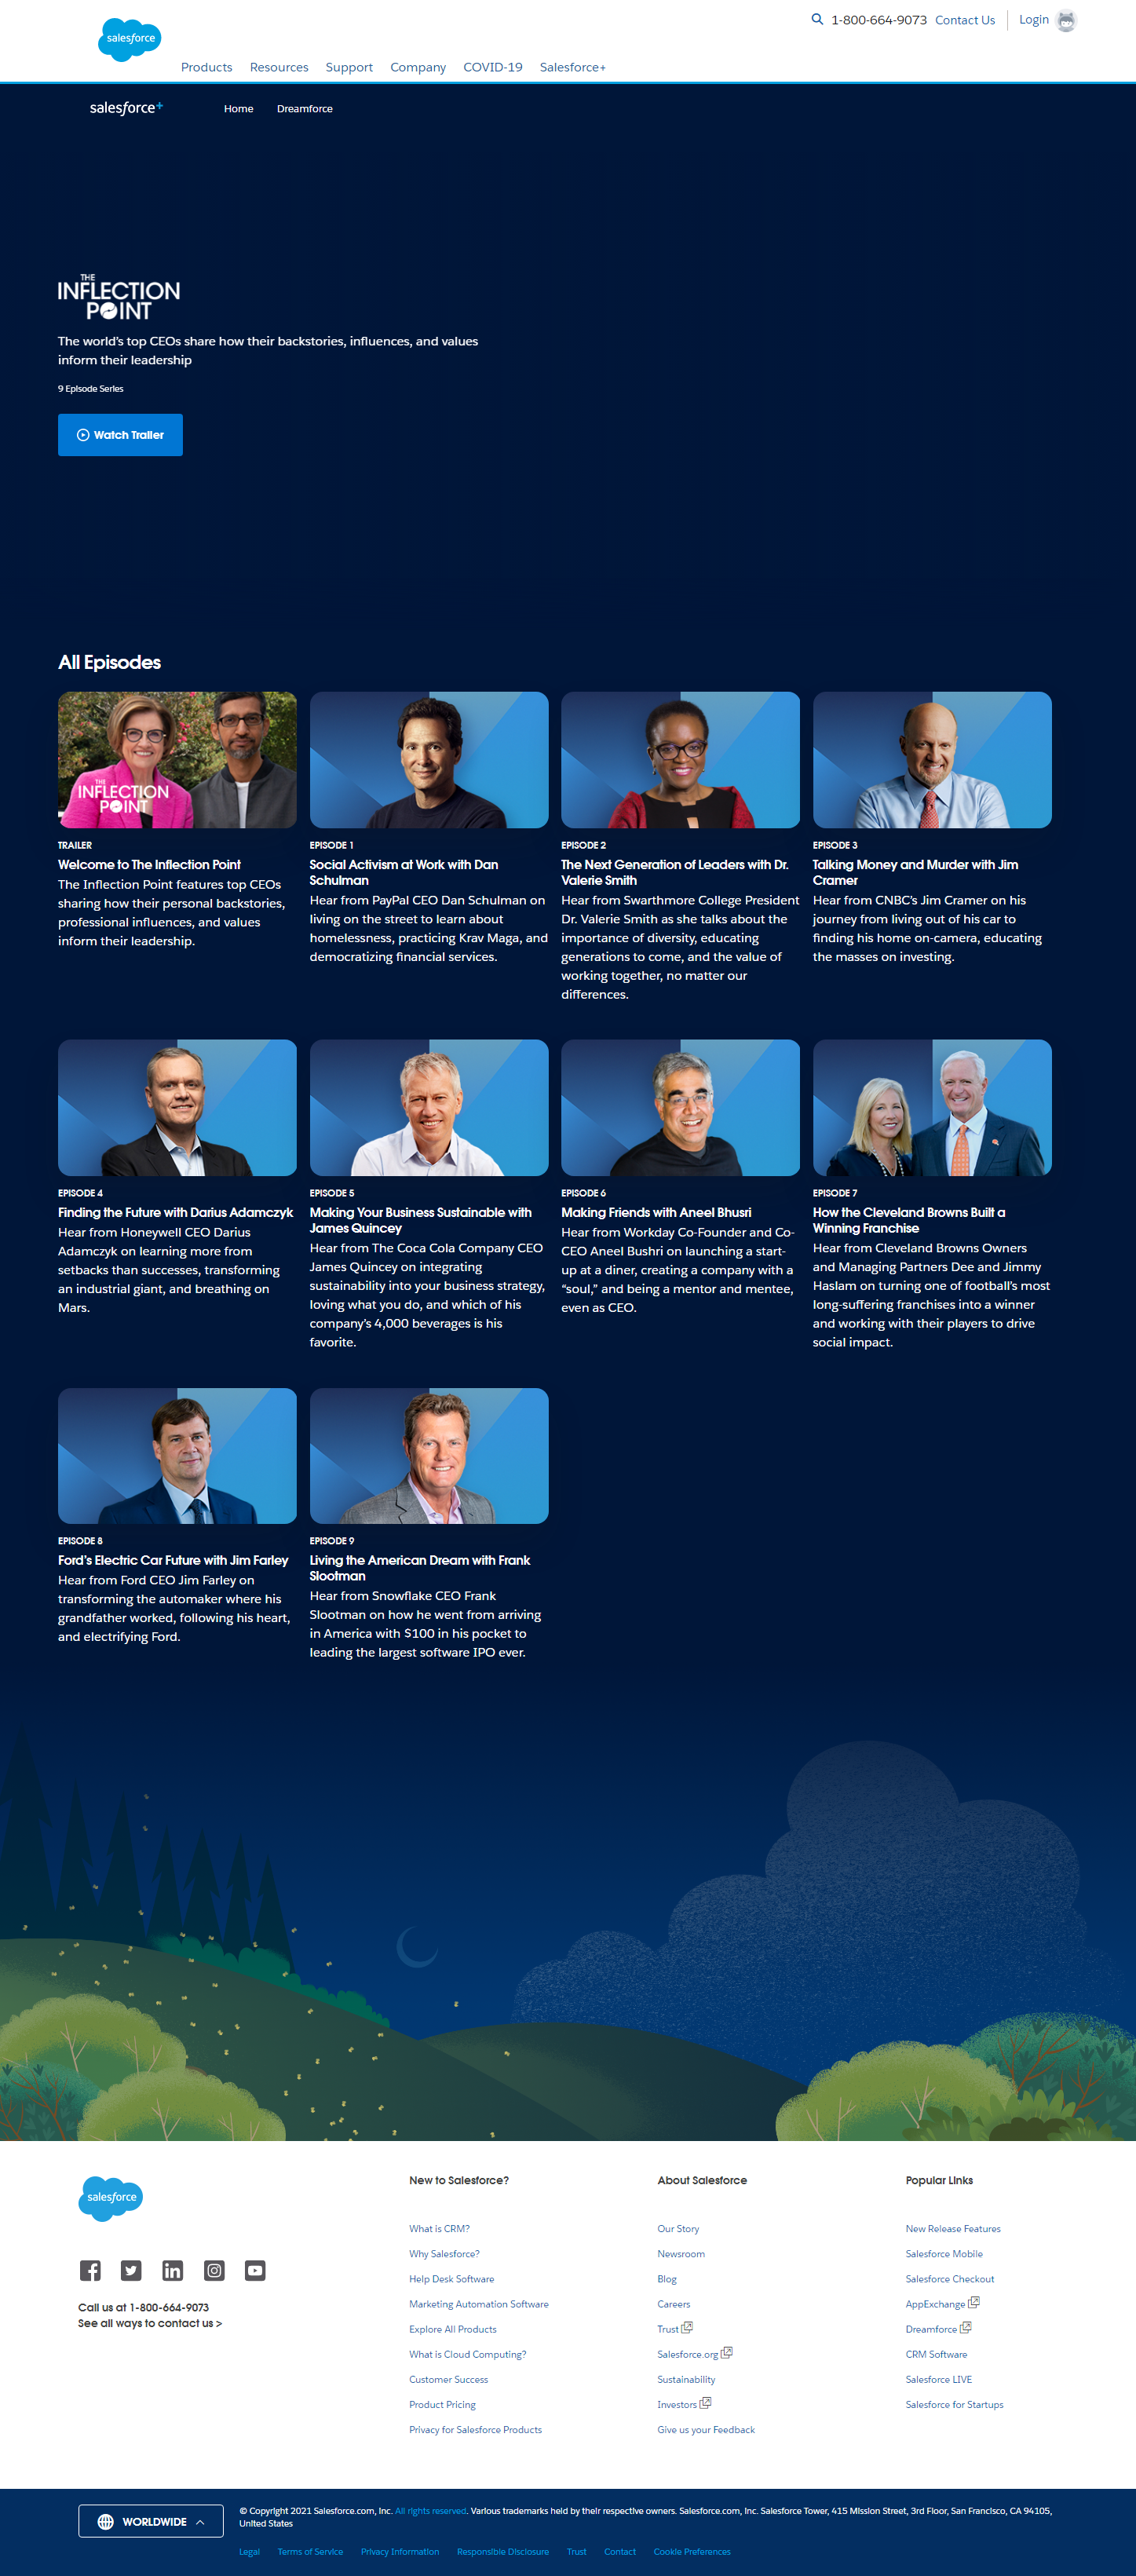 salesforce
1-800-664-9073 Contact Us Login
Products Resources Support Company COVID-19 Salesforce+
salesforce+ Home Dreamforce
THE
INFLECTION
POINT
The world's top CEOs share how their backstories, influences, and values
inform their leadership
9 Episode Series
Watch Trailer
All Episodes
THE
INFLECTION
POINT
TRAILER
Welcome to The Inflection Point
The Inflection Point features top CEOs
sharing how their personal backstories,
professional influences, and values
inform their leadership.
EPISODE 1
Social Activism at Work with Dan
Schulman
Hear from PayPal CEO Dan Schulman on
living on the street to learn about
homelessness, practicing Krav Maga, and
democratizing financial services.
EPISODE 2
The Next Generation of Leaders with Dr.
Valerie Smith
Hear from Swarthmore College President
Dr. Valerie Smith as she talks about the
importance of diversity, educating
generations to come, and the value of
working together, no matter our
differences.
EPISODE 3
Talking Money and Murder with Jim
Cramer
Hear from CNBC's Jim Cramer on his
journey from living out of his car to
finding his home on-camera, educating
the masses on investing.
EPISODE 4
Finding the Future with Darius Adamczyk
Hear from Honeywell CEO Darius
Adamczyk on learning more from
setbacks than successes, transforming
an industrial giant, and breathing on
Mars.
EPISODE 5
Making Your Business Sustainable with
James Quincey
Hear from The Coca Cola Company CEO
James Quincey on integrating
sustainability into your business strategy,
loving what you do, and which of his
company's 4,000 beverages is his
favorite.
EPISODE 6
Making Friends with Aneel Bhusri
Hear from Workday Co-Founder and Co-
CEO Aneel Bushri on launching a start-
up at a diner, creating a company with a
“soul,” and being a mentor and mentee,
even as CEO.
EPISODE 7
How the Cleveland Browns Built a
Winning Franchise
Hear from Cleveland Browns Owners
and Managing Partners Dee and Jimmy
Haslam on turning one of football's most
long-suffering franchises into a winner
and working with their players to drive
social impact.
EPISODE 8
Ford's Electric Car Future with Jim Farley
Hear from Ford CEO Jim Farley on
transforming the automaker where his
grandfather worked, following his heart,
and electrifying Ford.
EPISODE 9
Living the American Dream with Frank
Slootman
Hear from Snowflake CEO Frank
Slootman on how he went from arriving
in America with $100 in his pocket to
leading the largest software IPO ever.
salesforce
Call us at 1-800-664-9073
See all ways to contact us >
New to Salesforce?
What is CRM?
Why Salesforce?
Help Desk Software
Marketing Automation Software
Explore All Products
What is Cloud Computing?
Customer Success
Product Pricing
Privacy for Salesforce Products
About Salesforce
Our Story
Newsroom
Blog
Careers
Trust
Salesforce.org
Sustainability
Investors
Give us your Feedback
Popular Links
New Release Features
Salesforce Mobile
Salesforce Checkout
AppExchange
Dreamforce
CRM Software
Salesforce LIVE
Salesforce for Startups
WORLDWIDE
© Copyright 2021 Salesforce.com, inc. All rights reserved. Various trademarks held by their respective owners. Salesforce.com, inc. Salesforce Tower, 415 Mission Street, 3rd Floor, San Francisco, CA 94105,
United States
Legal Terms of Service Privacy Information Responsible Disclosure Trust Contact Cookie Preferences